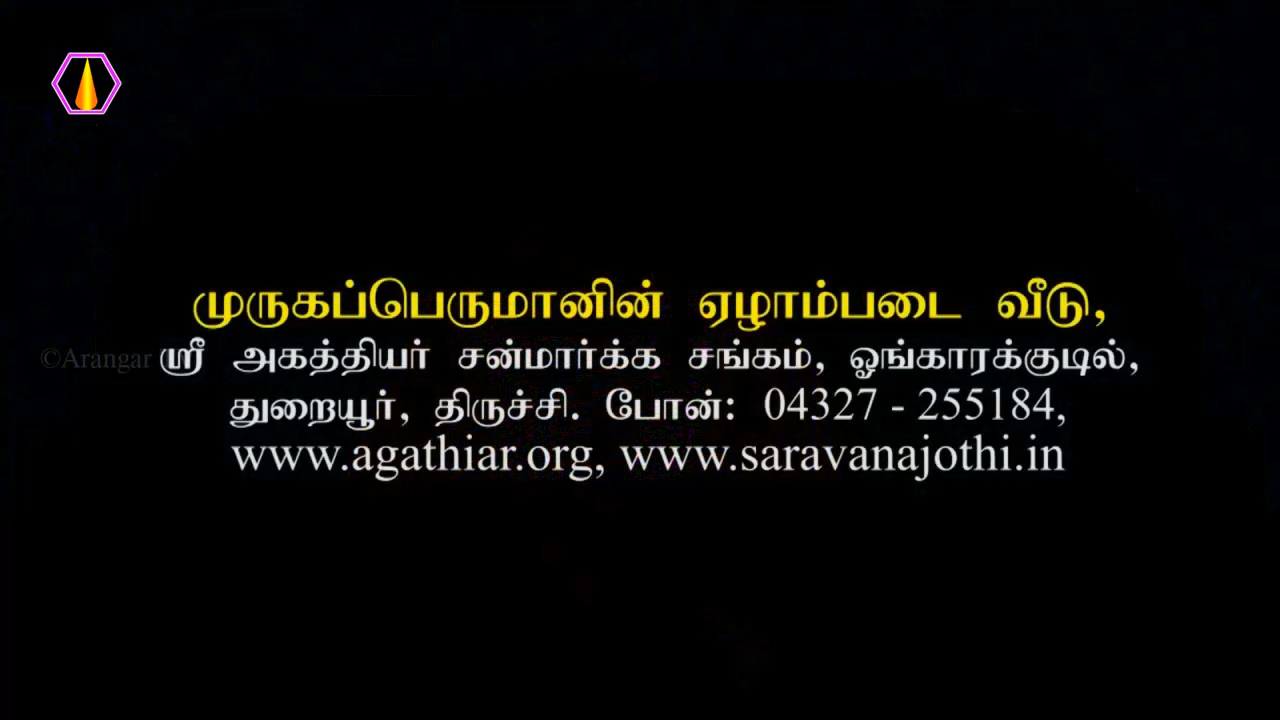 முருகப்பெருமானின் ஏழாம்படை வீடு,
©Arangar ஸ்ரீ அகத்தியர் சன்மார்க்க சங்கம், ஓங்காரக்குடில்,
துறையூர், திருச்சி. போன்: 04327 - 255184,
www.agathiar.org, www.saravanajothi.in